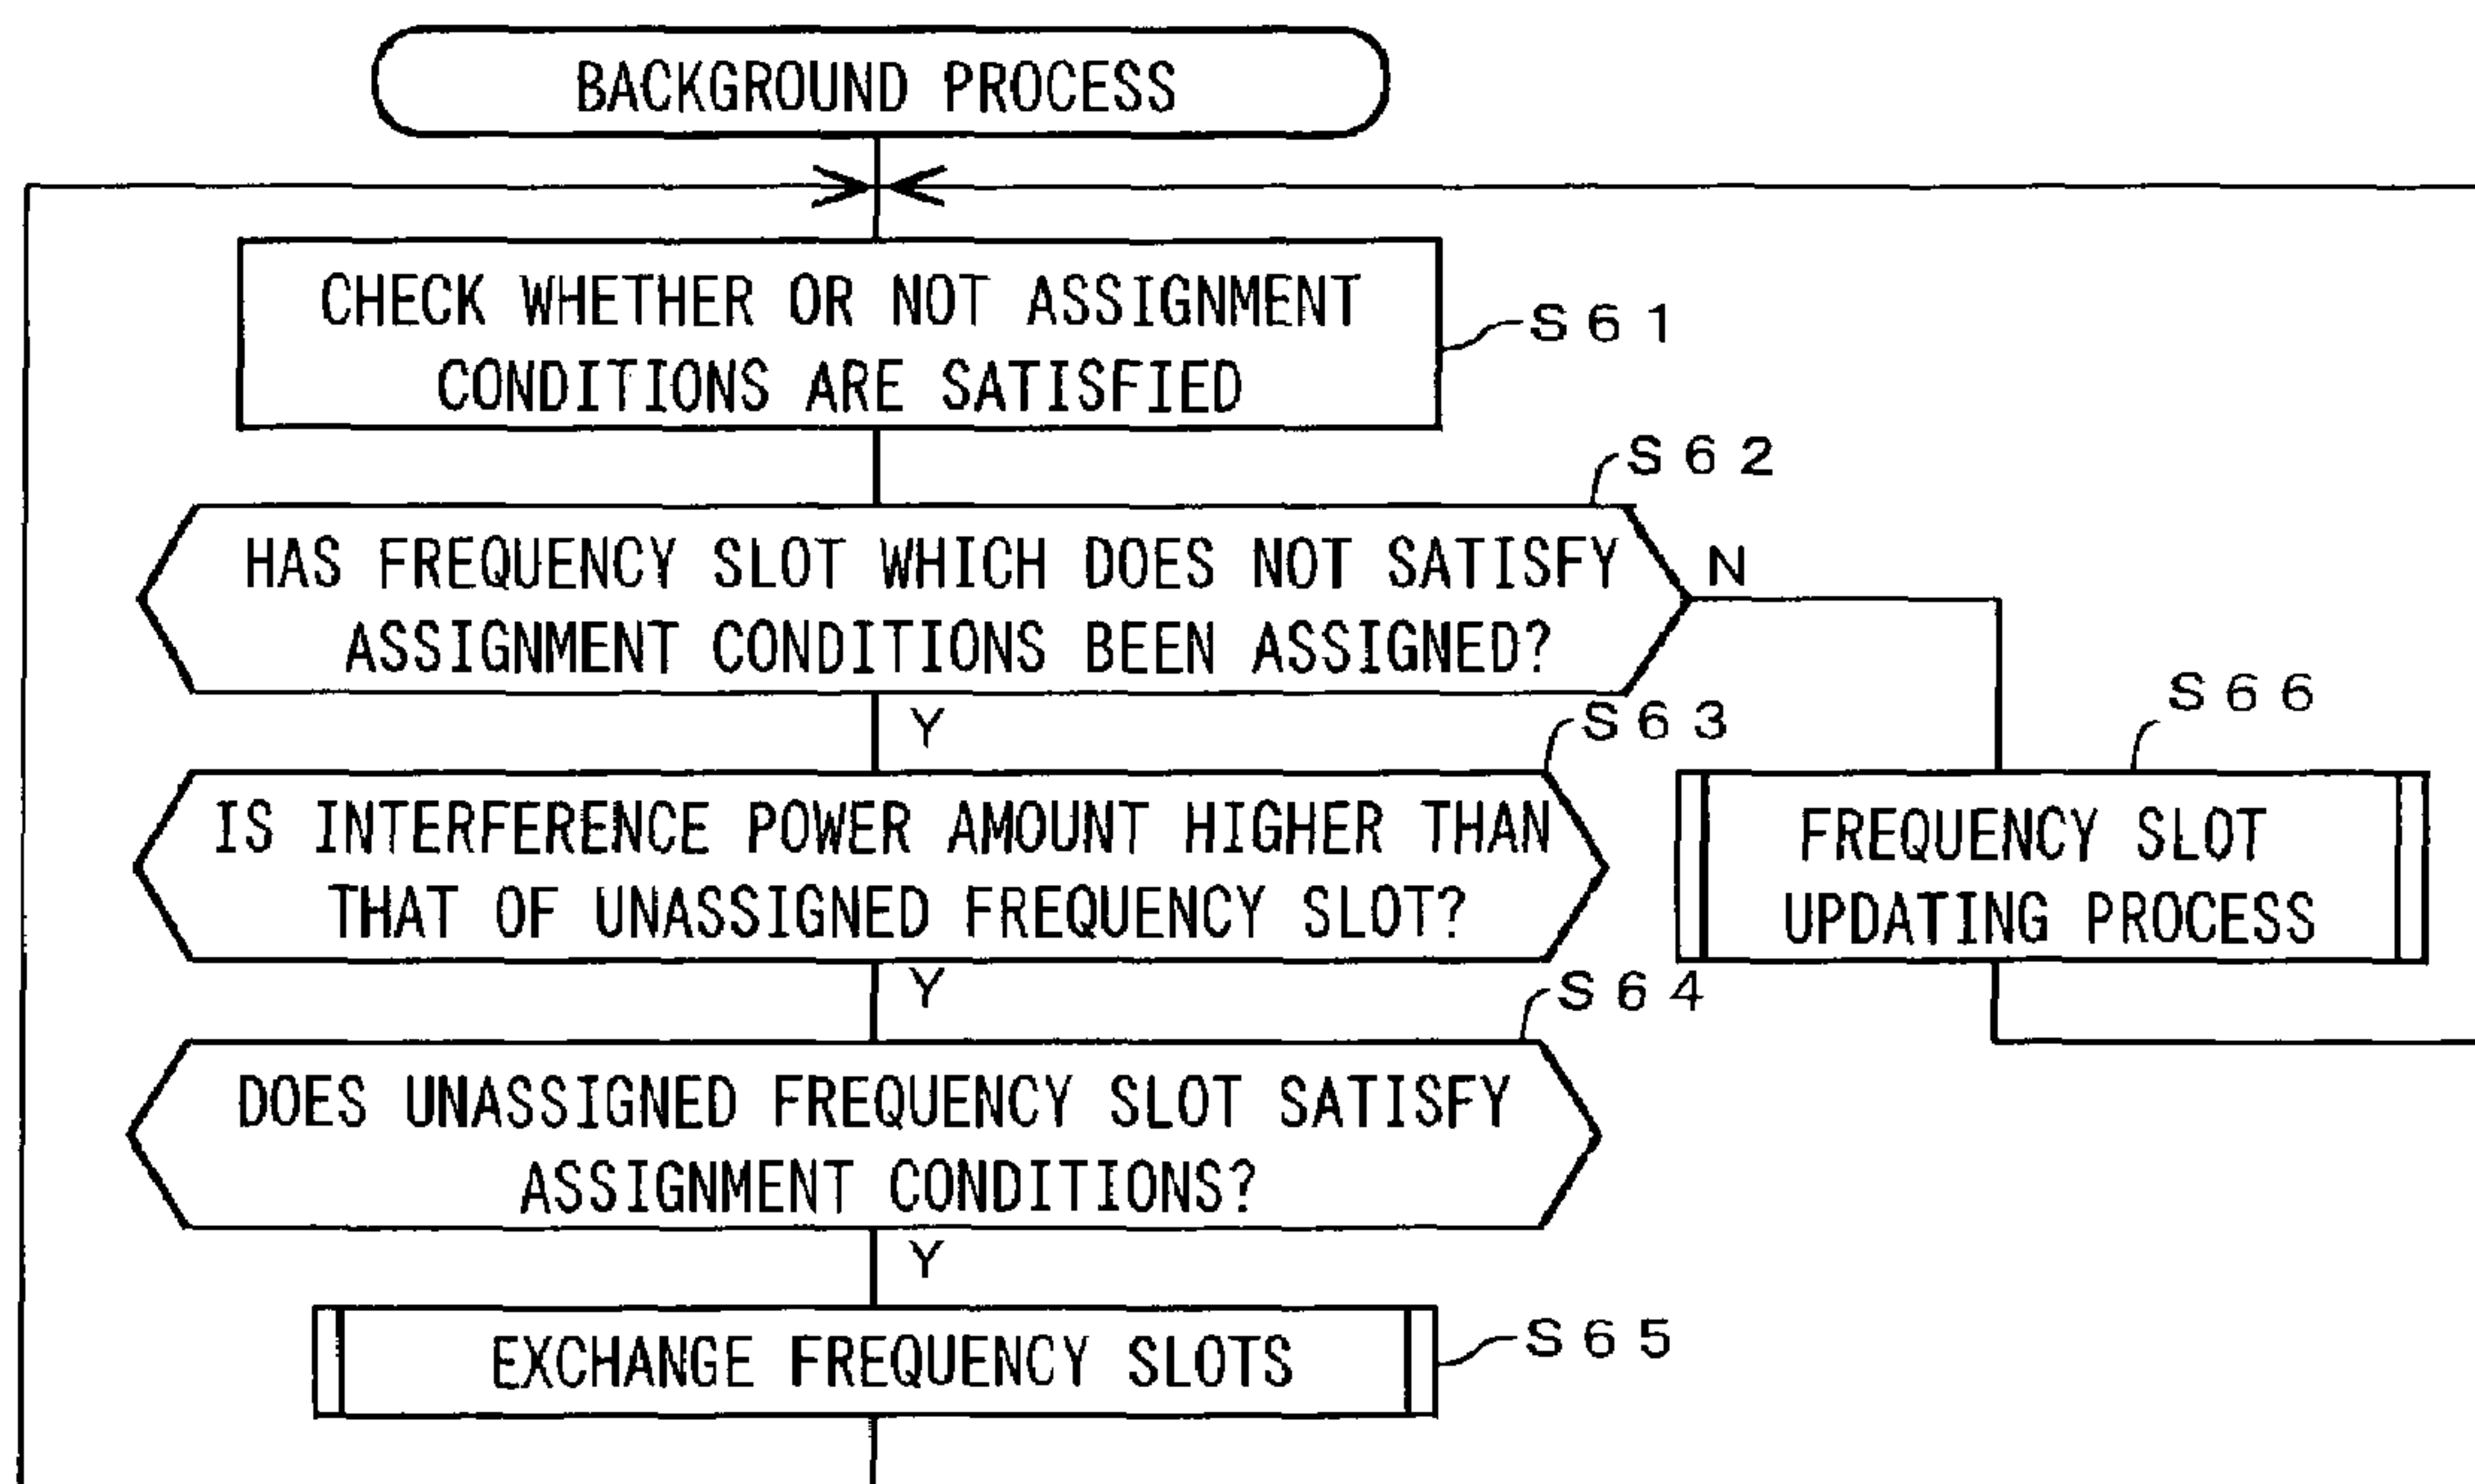 BACKGROUND PROCESS
CHECK WHETHER OR NOT ASSIGNMENT
CONDITIONS ARE SATISFIED
S61
S62
HAS FREQUENCY SLOT WHICH DOES NOT SATISFY
ASSIGNMENT CONDITIONS BEEN ASSIGNED?
N
Y
S63
S66
IS INTERFERENCE POWER AMOUNT HIGHER THAN
THAT OF UNASSIGNED FREQUENCY SLOT?
FREQUENCY SLOT
UPDATING PROCESS
Y
S64
DOES UNASSIGNED FREQUENCY SLOT SATISFY
ASSIGNMENT CONDITIONS?
Y
EXCHANGE FREQUENCY SLOTS
S65